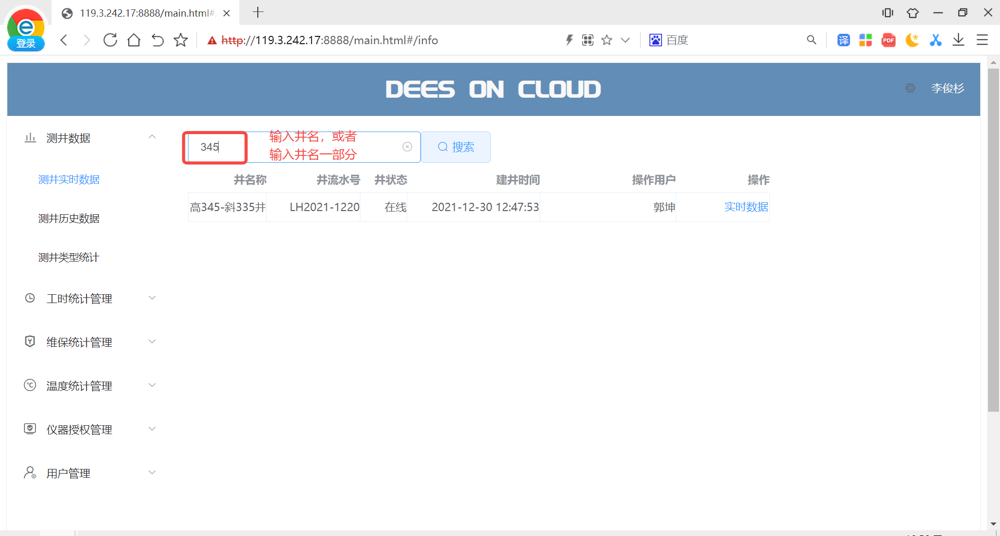 119.3.242.17:8888/main.html#
登录
http://119.3.242.17:8888/main.html#/info
百度
译
PDF
DEES ON CLOUD
李俊杉
测井数据
345
输入井名，或者
输入井名一部分
搜索
测井实时数据
测井历史数据
测井类型统计
井名称 井流水号 井状态 建井时间 操作用户 操作
高345-斜335井 LH2021-1220 在线 2021-12-30 12:47:53 郭坤 实时数据
工时统计管理
维保统计管理
℃
温度统计管理
仪器授权管理
用户管理